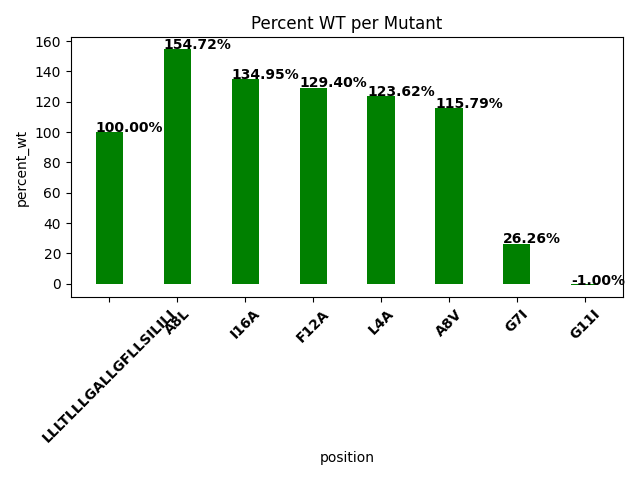 Percent WT per Mutant
160
140
120
100
80
60
40
20
0
percent_wt
100.00%
154.72%
134.95%
129.40%
123.62%
115.79%
26.26%
-1.00%
LLLTLLLGALLGFLLSILILI
A8L
I16A
F12A
L4A
A8V
G7I
G11I
position